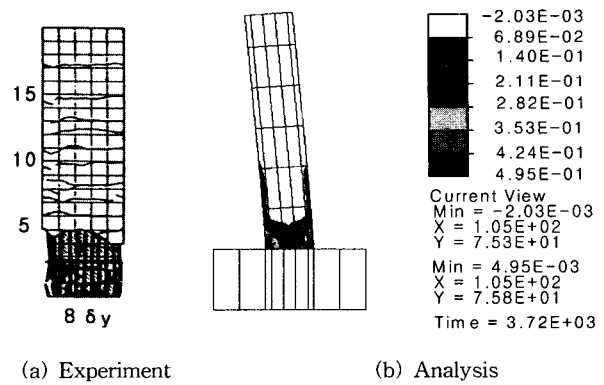 15
10
5
8 δy
-2.03E-03
6.89E-02
1.40E-01
2.11E-01
2.82E-01
3.53E-01
4.24E-01
4.95E-01
Current View
Min = -2.03E-03
X = 1.05E+02
Y = 7.53E+01
Min = 4.95E-03
X = 1.05E+02
Y = 7.58E+01
Time = 3.72E+03
(a) Experiment
(b) Analysis